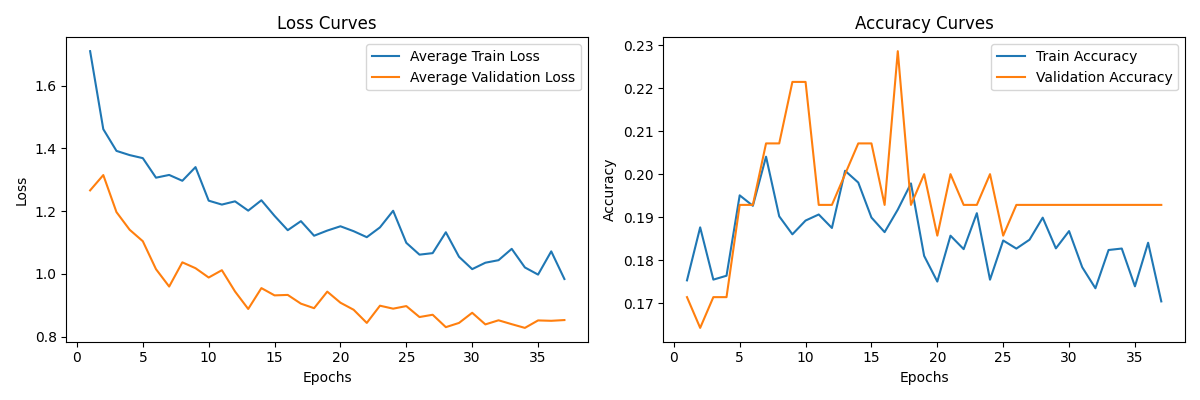 Loss Curves
Average Train Loss
Average Validation Loss
Loss
1.6
1.4
1.2
1.0
0.8
0 5 10 15 20 25 30 35
Epochs
Accuracy Curves
Train Accuracy
Validation Accuracy
Accuracy
0.23
0.22
0.21
0.20
0.19
0.18
0.17
0 5 10 15 20 25 30 35
Epochs